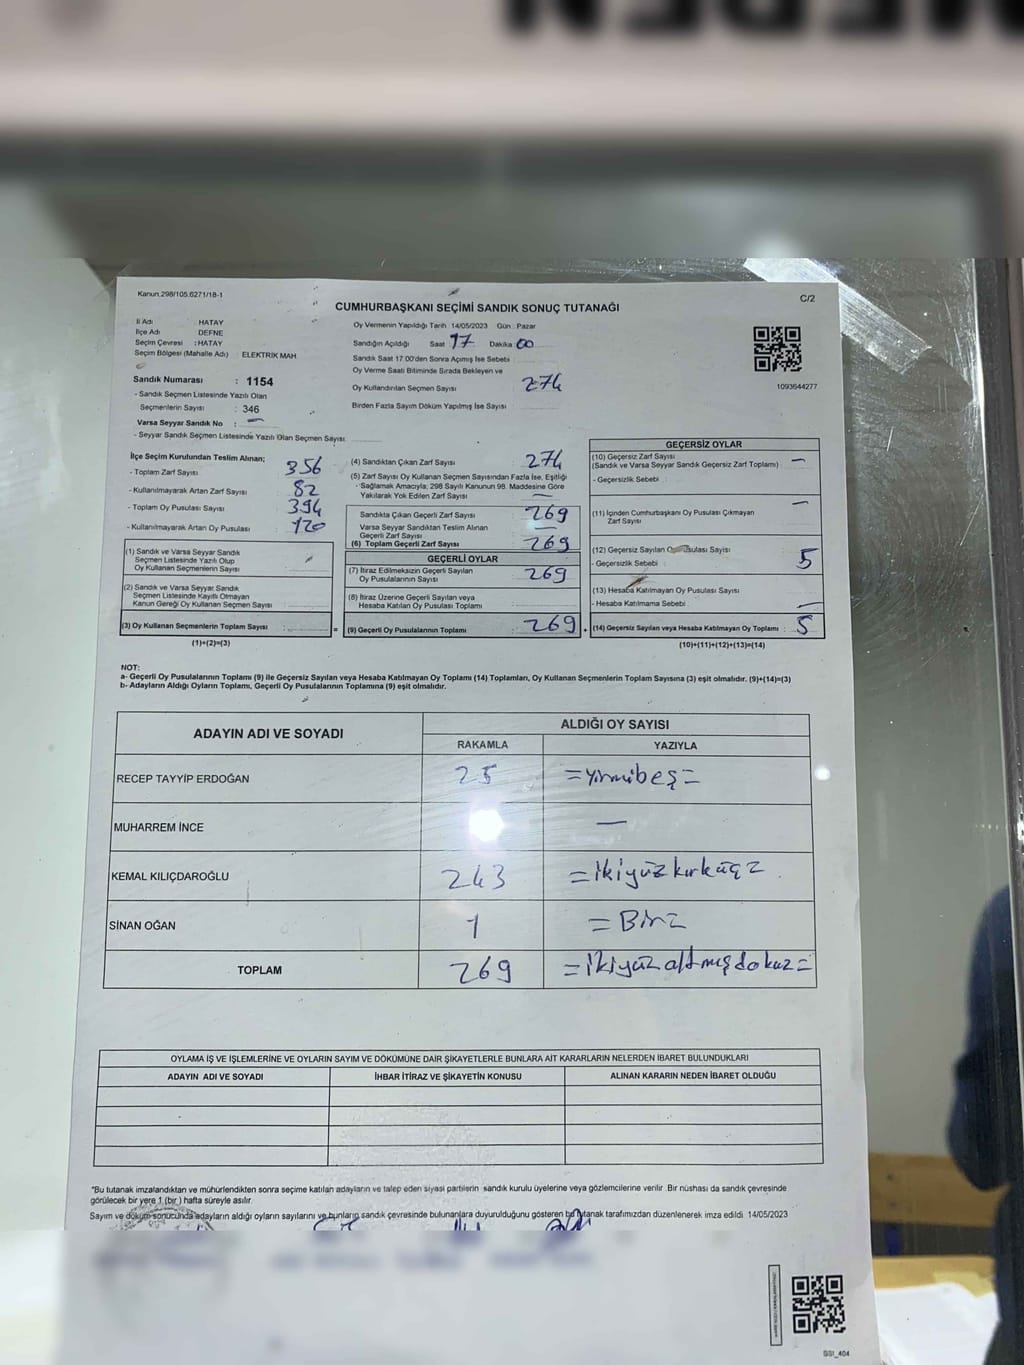 Kanun.298/105.6271/18-1
C/2
CUMHURBAŞKANI SEÇİMİ SANDIK SONUÇ TUTANAĞI
İl Adı : HATAY
İlçe Adı : DEFNE
Seçim Çevresi : HATAY
Seçim Bölgesi (Mahalle Adı) : ELEKTRİK MAH.
Sandık Numarası : 1154
- Sandık Seçmen Listesinde Yazılı Olan
Seçmenlerin Sayısı : 346
Varsa Seyyar Sandık No : —
- Seyyar Sandık Seçmen Listesinde Yazılı Olan Seçmen Sayısı
Oy Vermenin Yapıldığı Tarih 14/05/2023 Gün : Pazar
Sandığın Açıldığı Saat 17 Dakika : 00
Sandık Saat 17.00'den Sonra Açımış İse Sebebi
Oy Verme Saati Bitiminde Sırada Bekleyen ve
Oy Kullandırılan Seçmen Sayısı 274
Birden Fazla Sayım Döküm Yapılmış İse Sayısı
1093644277
İlçe Seçim Kurulundan Teslim Alınan;
- Toplam Zarf Sayısı 356
- Kullanılmayarak Artan Zarf Sayısı 82
- Toplam Oy Pusulası Sayısı 394
- Kullanılmayarak Artan Oy Pusulası 120
(1) Sandık ve Varsa Seyyar Sandık
Seçmen Listesinde Yazılı Olup
Oy Kullanan Seçmenlerin Sayısı
(2) Sandık ve Varsa Seyyar Sandık
Seçmen Listesinde Kayıtlı Olmayan
Kanun Gereği Oy Kullanan Seçmen Sayısı
(3) Oy Kullanan Seçmenlerin Toplam Sayısı =
(1)+(2)=(3)
(4) Sandıktan Çıkan Zarf Sayısı 274
(5) Zarf Sayısı Oy Kullanan Seçmen Sayısından Fazla İse, Eşitliği
- Sağlamak Amacıyla, 298 Sayılı Kanunun 98. Maddesine Göre
Yakılarak Yok Edilen Zarf Sayısı —
Sandıkta Çıkan Geçerli Zarf Sayısı 269
Varsa Seyyar Sandıktan Teslim Alınan
Geçerli Zarf Sayısı —
(6) Toplam Geçerli Zarf Sayısı 269
GEÇERLİ OYLAR
(7) İtiraz Edilmeksizin Geçerli Sayılan
Oy Pusulalarının Sayısı 269
(8) İtiraz Üzerine Geçerli Sayılan veya
Hesaba Katılan Oy Pusulası Toplamı
(9) Geçerli Oy Pusulalarının Toplamı 269 +
GEÇERSİZ OYLAR
(10) Geçersiz Zarf Sayısı —
(Sandık ve Varsa Seyyar Sandık Geçersiz Zarf Toplamı)
- Geçersizlik Sebebi :
(11) İçinden Cumhurbaşkanı Oy Pusulası Çıkmayan —
Zarf Sayısı
(12) Geçersiz Sayılan Oy Pusulası Sayısı 5
- Geçersizlik Sebebi :
(13) Hesaba Katılmayan Oy Pusulası Sayısı
- Hesaba Katılmama Sebebi —
(14) Geçersiz Sayılan veya Hesaba Katılmayan Oy Toplamı : 5
(10)+(11)+(12)+(13)=(14)
NOT:
a- Geçerli Oy Pusulalarının Toplamı (9) ile Geçersiz Sayılan veya Hesaba Katılmayan Oy Toplamı (14) Toplamları, Oy Kullanan Seçmenlerin Toplam Sayısına (3) eşit olmalıdır. (9)+(14)=(3)
b- Adayların Aldığı Oyların Toplamı, Geçerli Oy Pusulalarının Toplamına (9) eşit olmalıdır.
ADAYIN ADI VE SOYADI
ALDIĞI OY SAYISI
RAKAMLA YAZIYLA
RECEP TAYYİP ERDOĞAN 25 =yirmibeş=
MUHARREM İNCE —
KEMAL KILIÇDAROĞLU 243 =ikiyüzkırküç=
SİNAN OĞAN 1 =Bir=
TOPLAM 269 =ikiyüzaltmışdokuz=
OYLAMA İŞ VE İŞLEMLERİNE VE OYLARIN SAYIM VE DÖKÜMÜNE DAİR ŞİKAYETLERLE BUNLARA AİT KARARLARIN NELERDEN İBARET BULUNDUKLARI
ADAYIN ADI VE SOYADI İHBAR İTİRAZ VE ŞİKAYETİN KONUSU ALINAN KARARIN NEDEN İBARET OLDUĞU
"Bu tutanak imzalandıktan ve mühürlendikten sonra seçime katılan adayların ve talep eden siyasi partilerin sandık kurulu üyelerine veya gözlemcilerine verilir. Bir nüshası da sandık çevresinde
görülecek bir yere 1 (bir) hafta süreyle asılır.
Sayım ve döküm sonucunda adayların aldığı oyların sayılarını ve bunların sandık çevresinde bulunanlara duyurulduğunu gösteren bu tutanak tarafımızdan düzenlenerek imza edildi. 14/05/2023
SSI_404